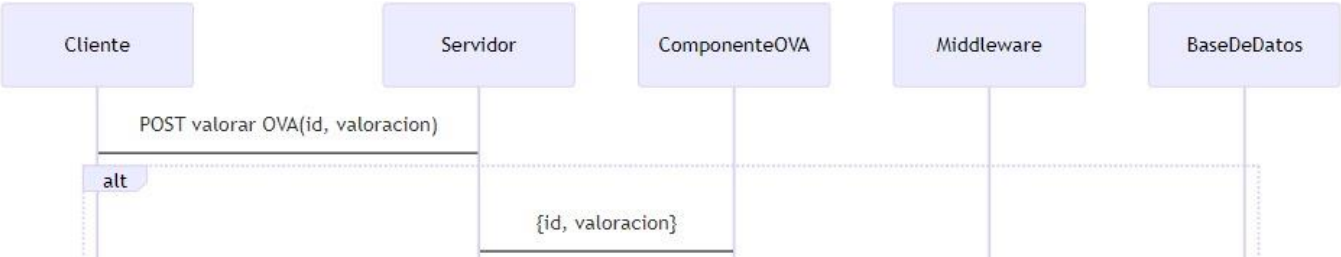 Cliente
Servidor
ComponenteOVA
Middleware
BaseDeDatos
POST valorar OVA(id, valoracion)
alt
{id, valoracion}